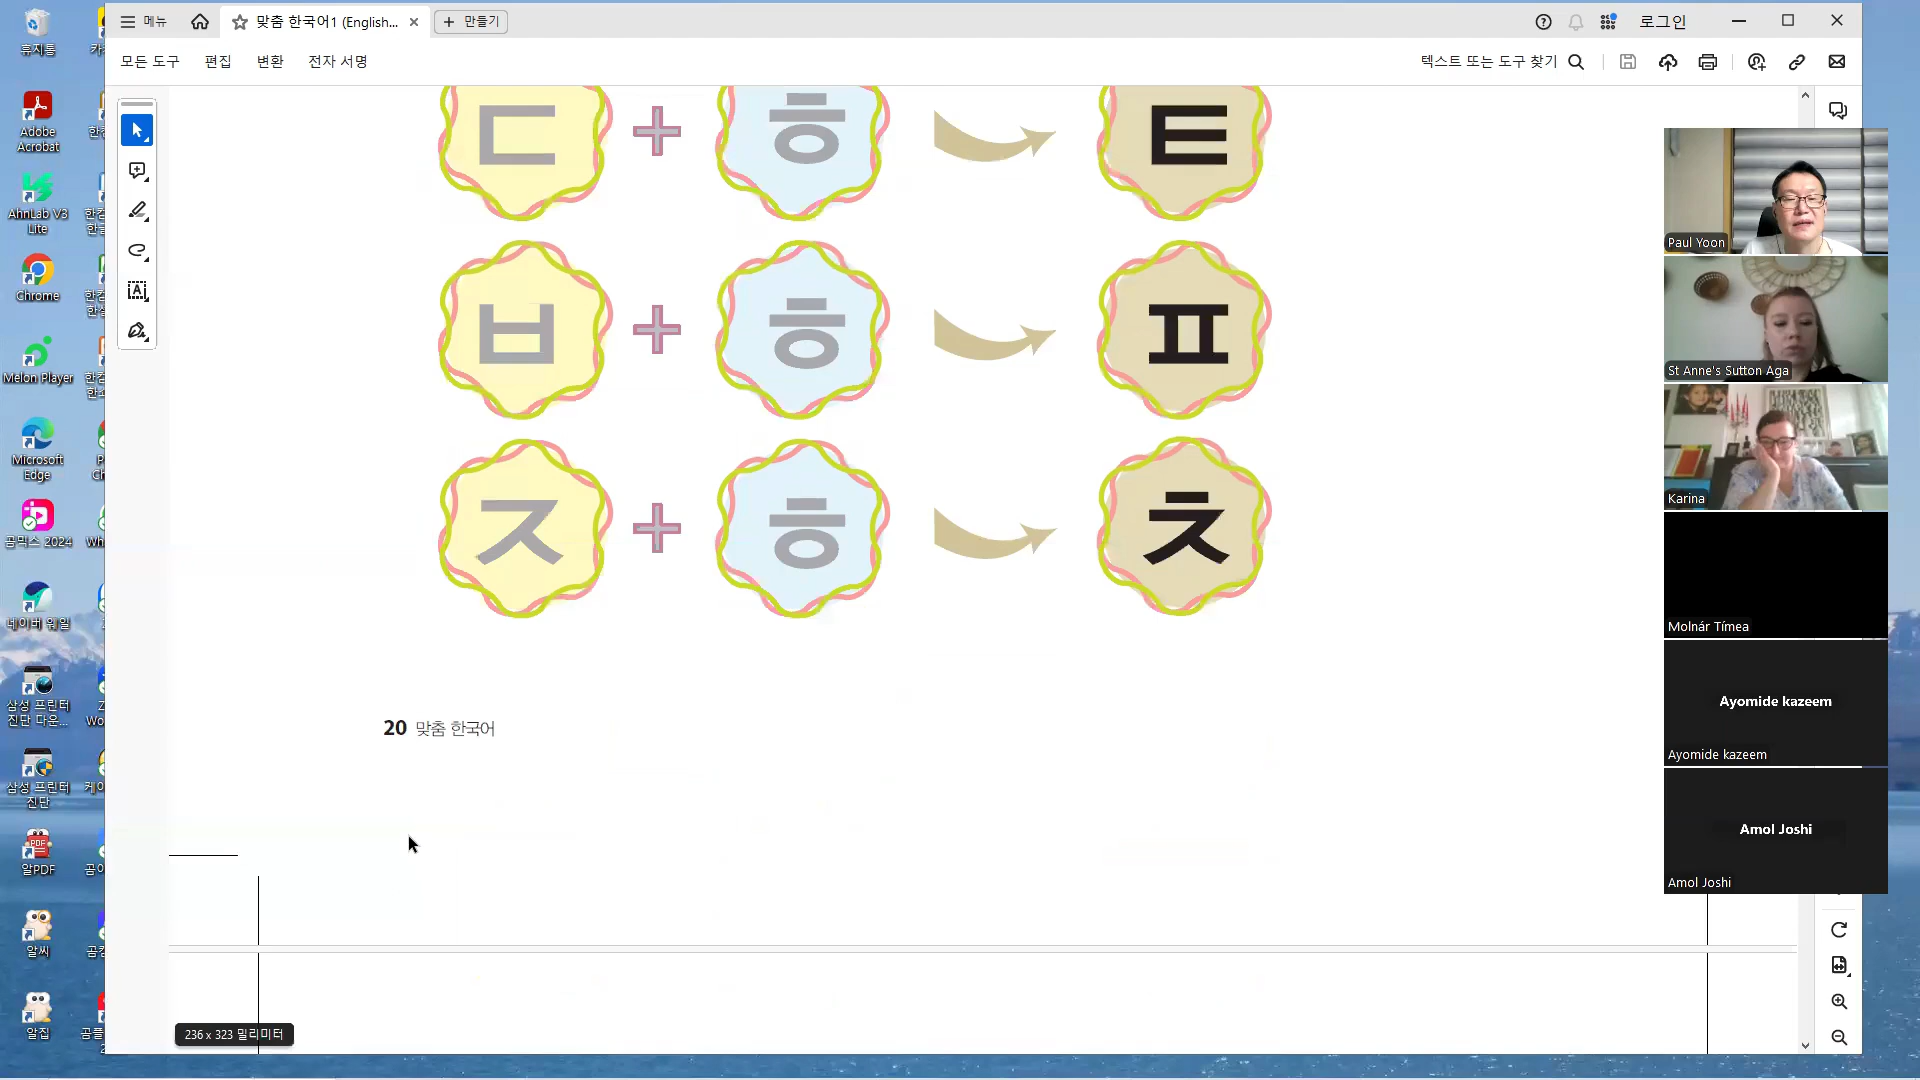 휴지통
Adobe
Acrobat
AhnLab V3
Lite
Chrome
Melon Player
Microsoft
Edge
곰믹스 2024
네이버 웨일
삼성 프린터
진단 다운...
삼성 프린터
진단
알PDF
알씨
알집
메뉴
맞춤 한국어1 (English...
만들기
로그인
모든 도구
편집
변환
전자 서명
텍스트 또는 도구 찾기
ㄷ + ㅎ ㅌ
ㅂ + ㅎ ㅍ
ㅈ + ㅎ ㅊ
20 맞춤 한국어
236 x 323 밀리미터
Paul Yoon
St Anne's Sutton Aga
Karina
Molnár Tímea
Ayomide kazeem
Ayomide kazeem
Amol Joshi
Amol Joshi